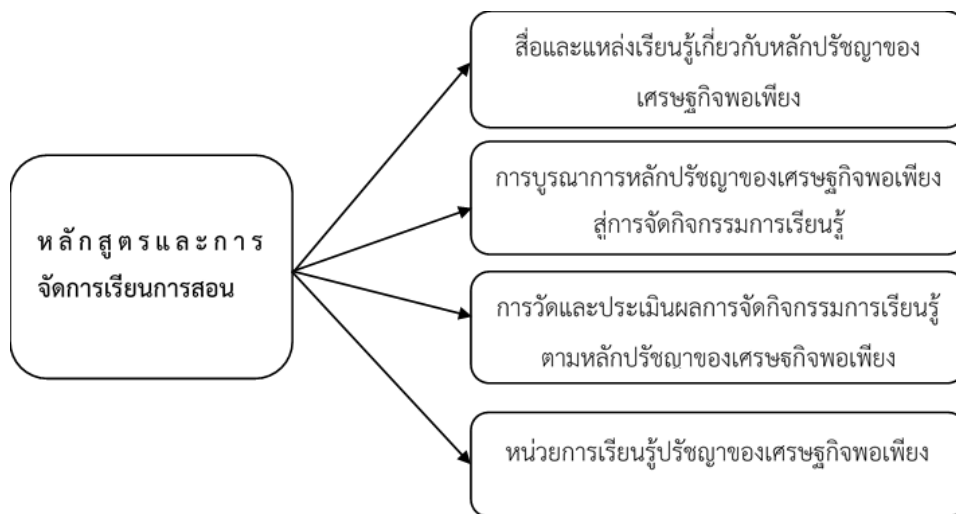 สื่อและแหล่งเรียนรู้เกี่ยวกับหลักปรัชญาของ
เศรษฐกิจพอเพียง
การบูรณาการหลักปรัชญาของเศรษฐกิจพอเพียง
สู่การจัดกิจกรรมการเรียนรู้
หลักสูตรและการ
จัดการเรียนการสอน
การวัดและประเมินผลการจัดกิจกรรมการเรียนรู้
ตามหลักปรัชญาของเศรษฐกิจพอเพียง
หน่วยการเรียนรู้ปรัชญาของเศรษฐกิจพอเพียง